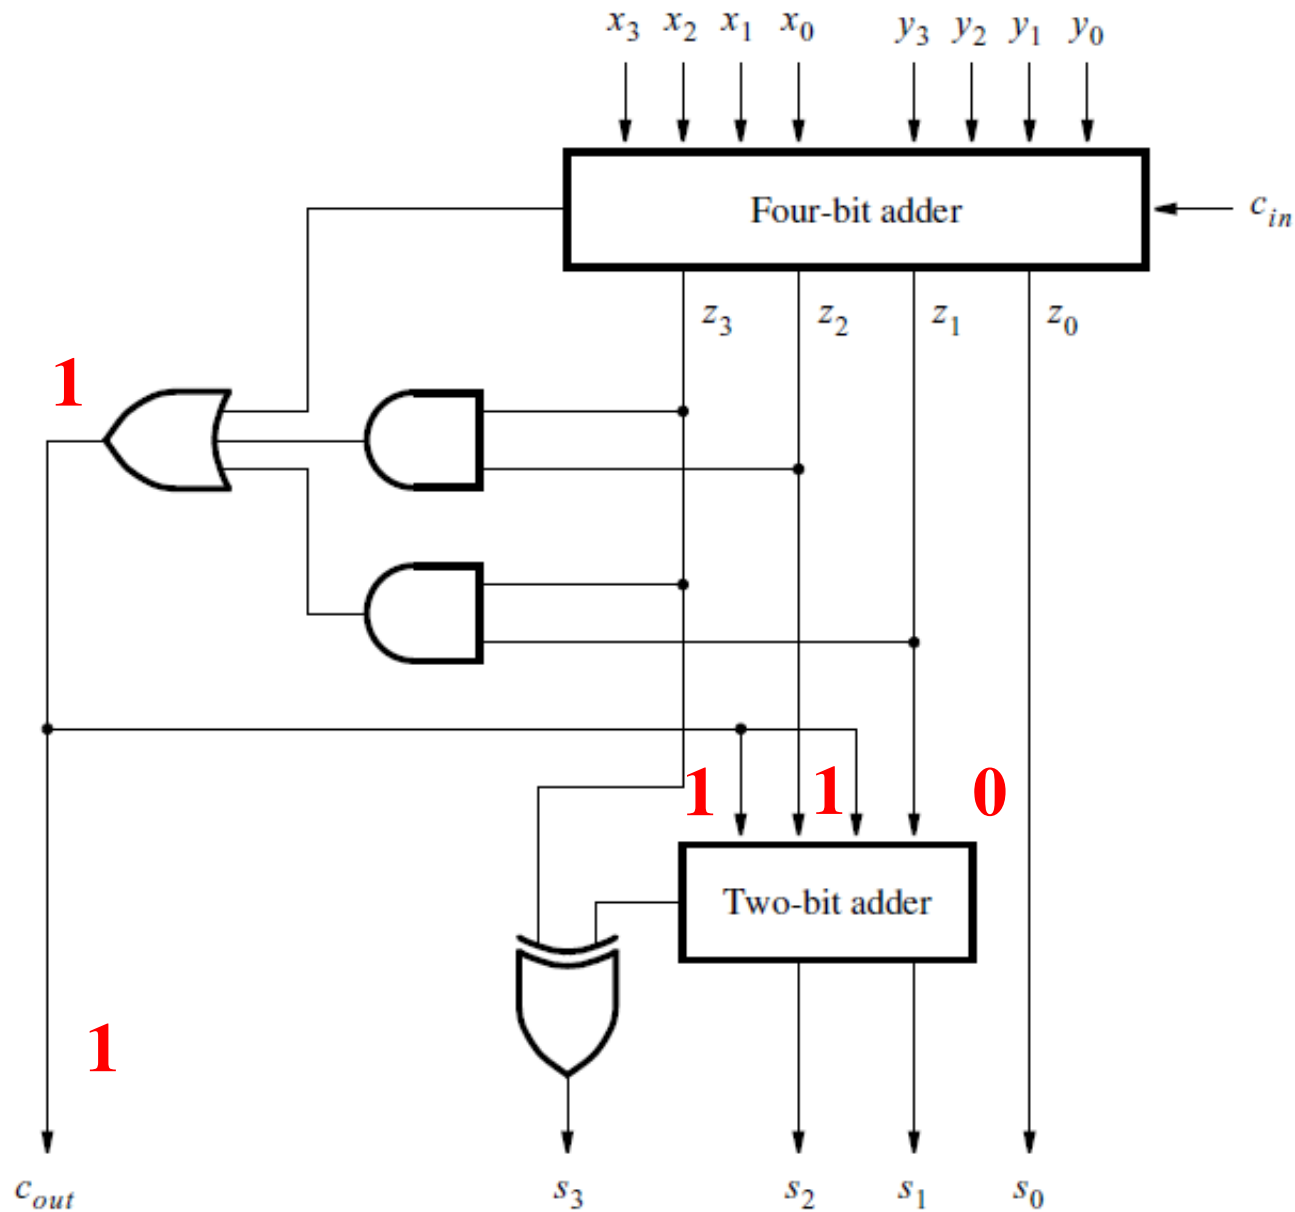 x3 x2 x1 x0 y3 y2 y1 y0
Four-bit adder
cin
z3 z2 z1 z0
1
1 1 0
Two-bit adder
1
cout s3 s2 s1 s0